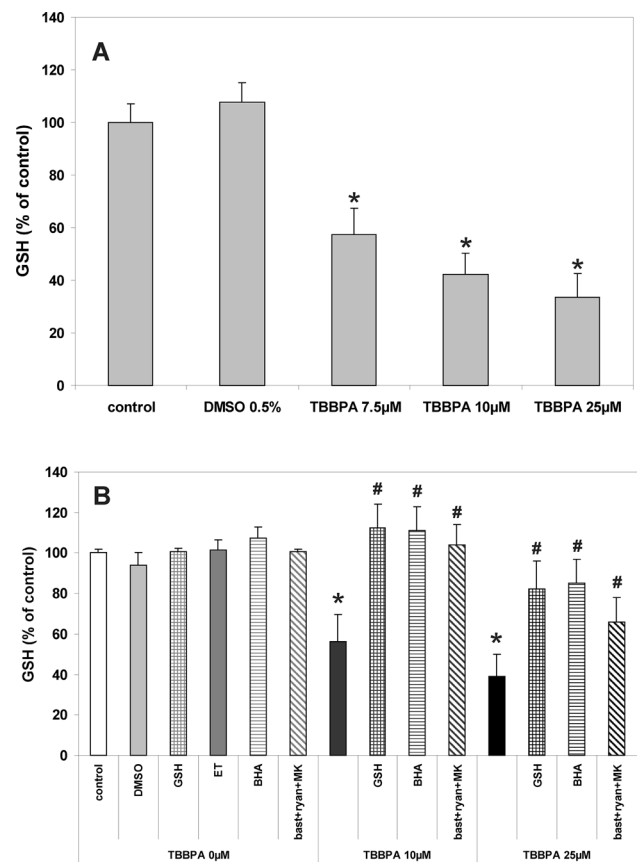 A
GSH (% of control)
140
120
100
80
60
40
20
0
*
*
*
control DMSO 0.5% TBBPA 7.5µM TBBPA 10µM TBBPA 25µM
B
GSH (% of control)
140
120
100
80
60
40
20
0
*
#
#
#
*
#
#
#
control
DMSO
GSH
ET
BHA
bast+ryan+MK
GSH
BHA
bast+ryan+MK
GSH
BHA
bast+ryan+MK
TBBPA 0µM TBBPA 10µM TBBPA 25µM